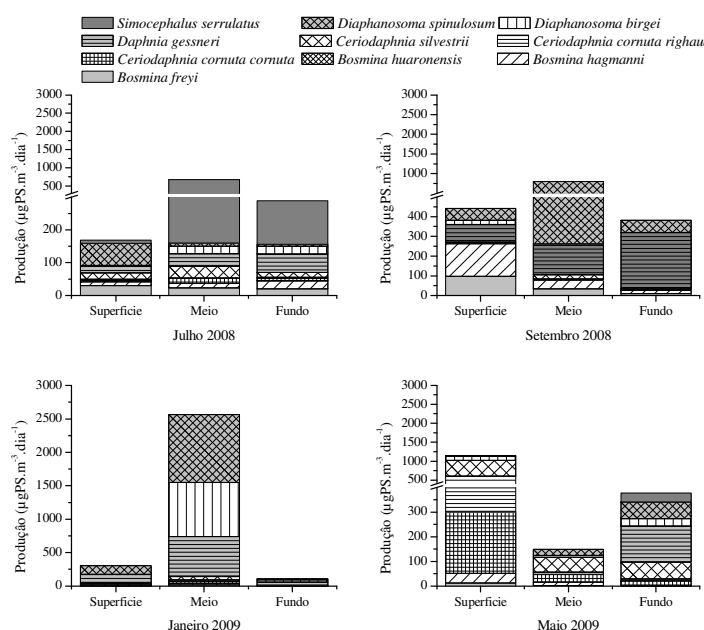 Simocephalus serrulatus Diaphanosoma spinulosum Diaphanosoma birgei
Daphnia gessneri Ceriodaphnia silvestrii Ceriodaphnia cornuta righau
Ceriodaphnia cornuta cornuta Bosmina huaronensis Bosmina hagmanni
Bosmina freyi
Produção (µgPS.m⁻³.dia⁻¹)
3000
2500
2000
1500
1000
500
200
100
0
Superficie Meio Fundo
Julho 2008
Produção (µgPS.m⁻³.dia⁻¹)
3000
2500
2000
1500
1000
400
300
200
100
0
Superficie Meio Fundo
Setembro 2008
Produção (µgPS.m⁻³.dia⁻¹)
3000
2500
2000
1500
1000
500
0
Superficie Meio Fundo
Janeiro 2009
Produção (µgPS.m⁻³.dia⁻¹)
3000
2500
2000
1500
1000
500
300
200
100
0
Superficie Meio Fundo
Maio 2009